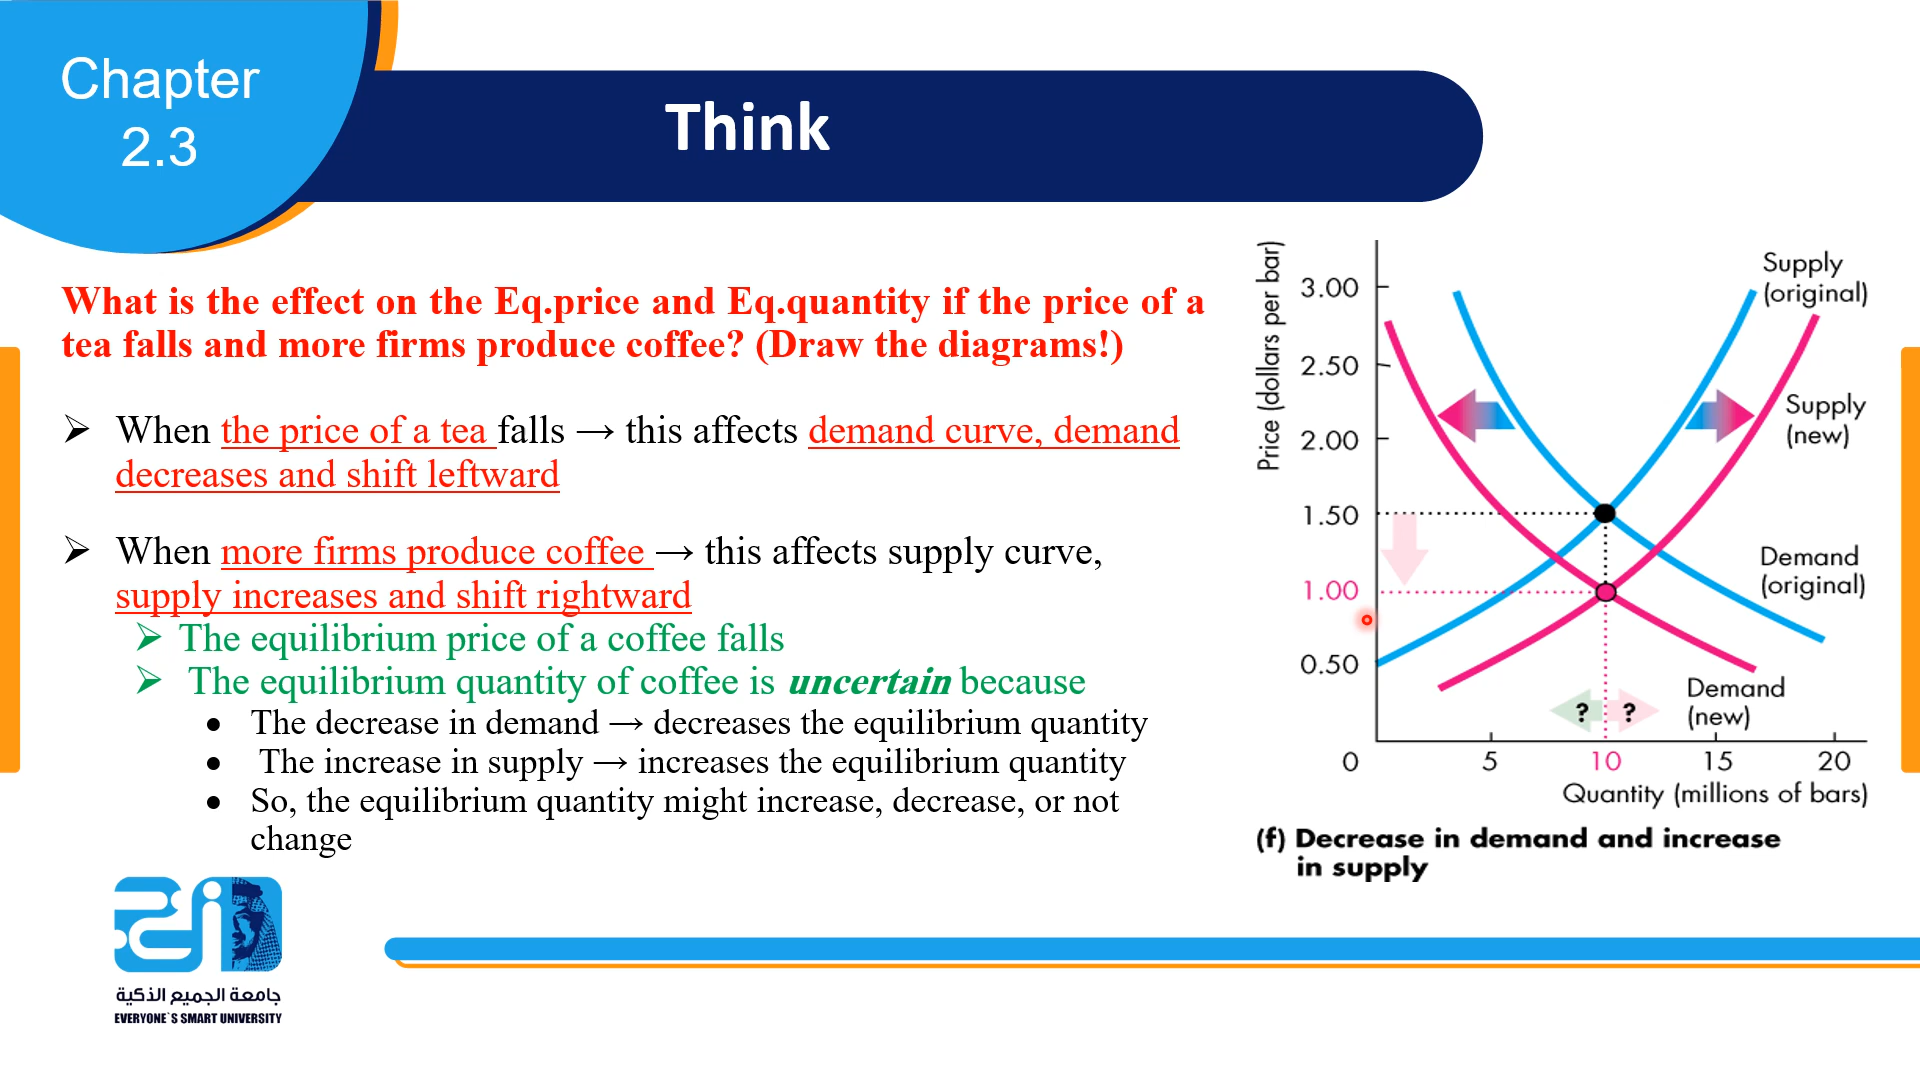 Chapter
2.3
Think
What is the effect on the Eq.price and Eq.quantity if the price of a
tea falls and more firms produce coffee? (Draw the diagrams!)
➢ When the price of a tea falls → this affects demand curve, demand
decreases and shift leftward
➢ When more firms produce coffee → this affects supply curve,
supply increases and shift rightward
➢ The equilibrium price of a coffee falls
➢ The equilibrium quantity of coffee is uncertain because
• The decrease in demand → decreases the equilibrium quantity
• The increase in supply → increases the equilibrium quantity
• So, the equilibrium quantity might increase, decrease, or not
change
Price (dollars per bar)
3.00
2.50
2.00
1.50
1.00
0.50
0
5
10
15
20
Quantity (millions of bars)
Supply
(original)
Supply
(new)
Demand
(original)
Demand
(new)
? ?
(f) Decrease in demand and increase
in supply
جامعة الجميع الذكية
EVERYONE`S SMART UNIVERSITY